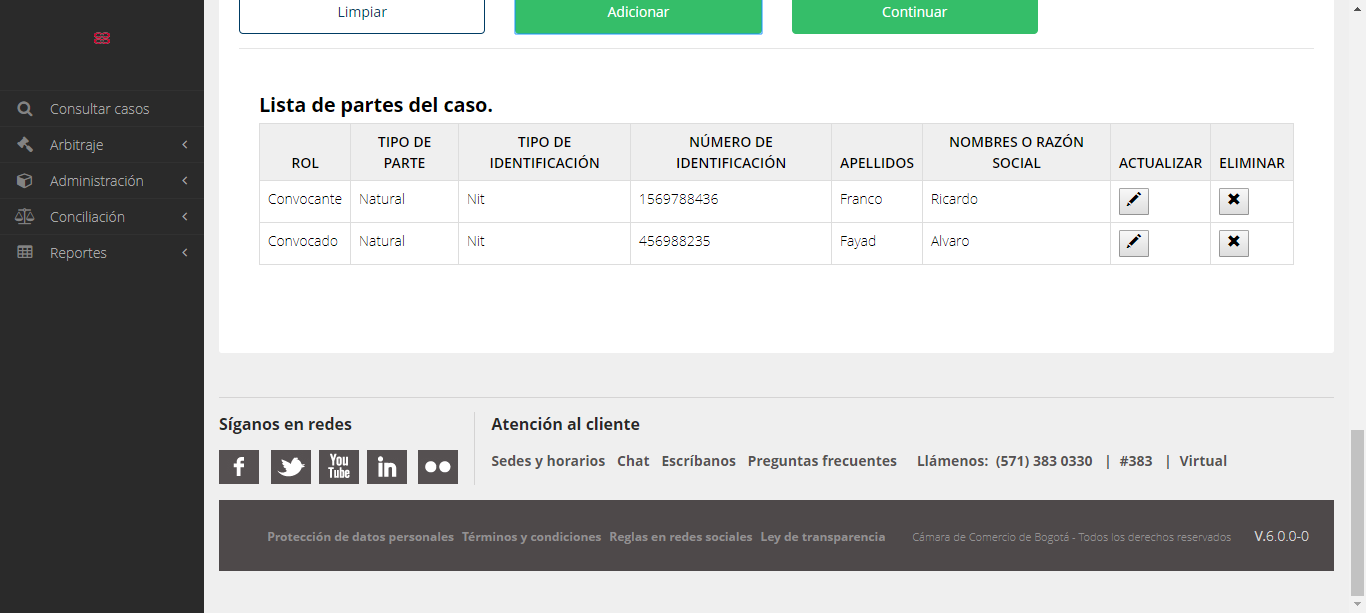 Limpiar
Adicionar
Continuar
Consultar casos
Arbitraje
Administración
Conciliación
Reportes
Lista de partes del caso.
ROL TIPO DE PARTE TIPO DE IDENTIFICACIÓN NÚMERO DE IDENTIFICACIÓN APELLIDOS NOMBRES O RAZÓN SOCIAL ACTUALIZAR ELIMINAR
Convocante Natural Nit 1569788436 Franco Ricardo
Convocado Natural Nit 456988235 Fayad Alvaro
Síganos en redes
You Tube
in
Atención al cliente
Sedes y horarios Chat Escríbanos Preguntas frecuentes Llámenos: (571) 383 0330 | #383 | Virtual
Protección de datos personales Términos y condiciones Reglas en redes sociales Ley de transparencia Cámara de Comercio de Bogotá - Todos los derechos reservados V.6.0.0-0